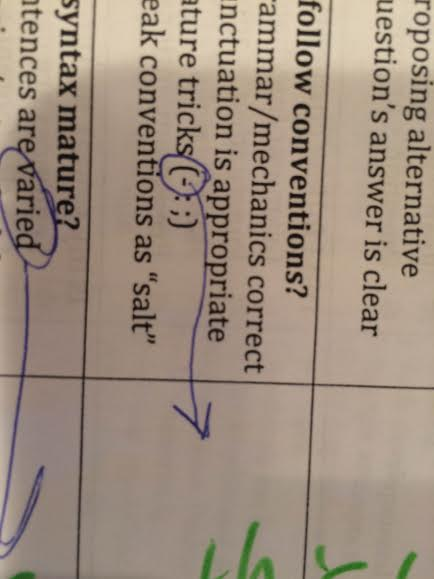 roposing alternative
uestion's answer is clear
follow conventions?
rammar/mechanics correct
nctuation is appropriate
ature tricks (- : ;)
eak conventions as "salt"
syntax mature?
ntences are varied